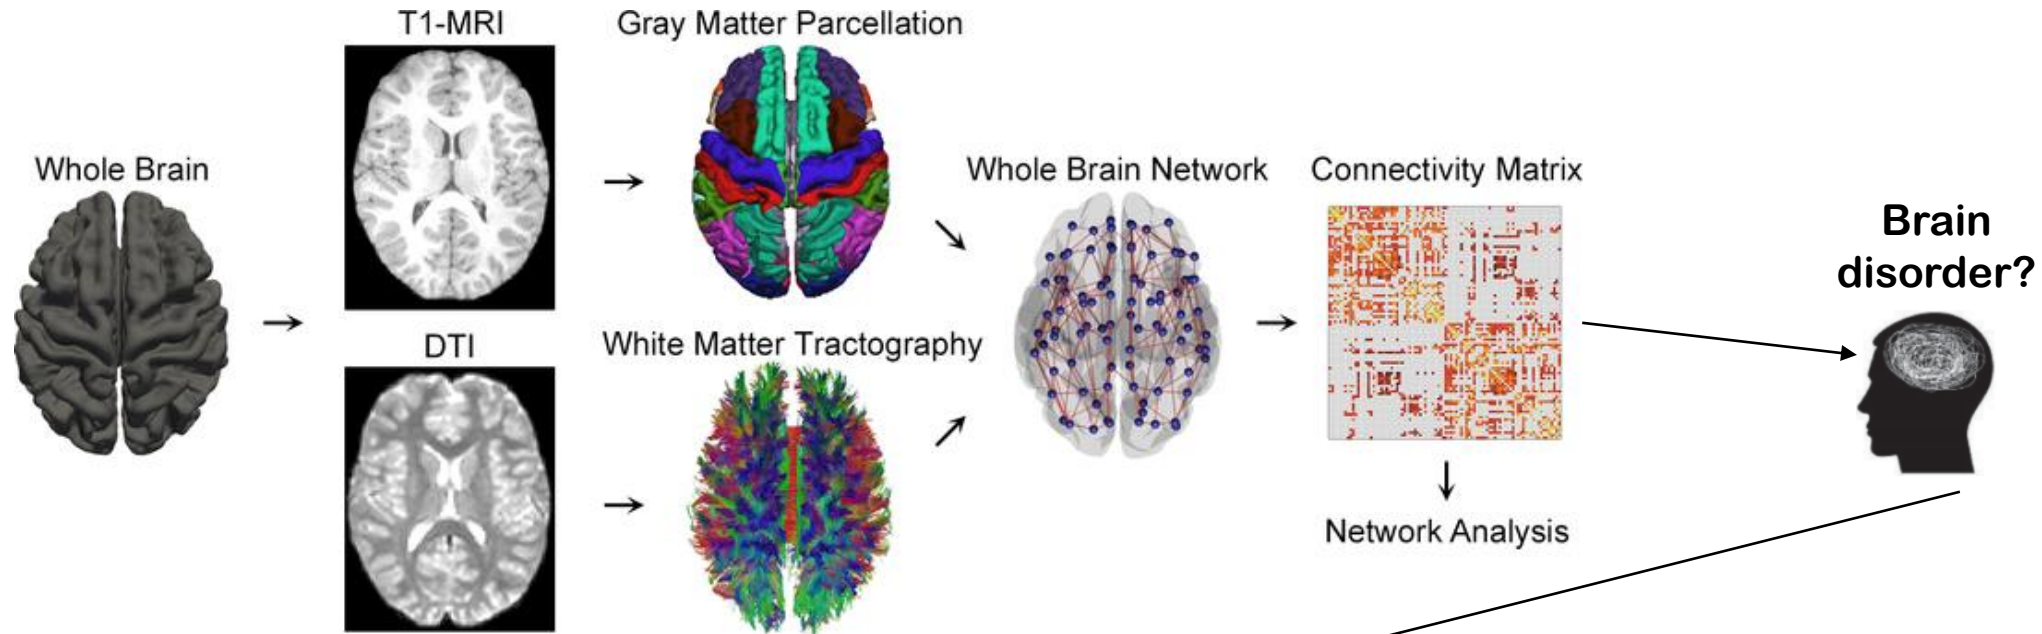 Whole Brain
T1-MRI
DTI
Gray Matter Parcellation
White Matter Tractography
Whole Brain Network
Connectivity Matrix
Network Analysis
Brain
disorder?